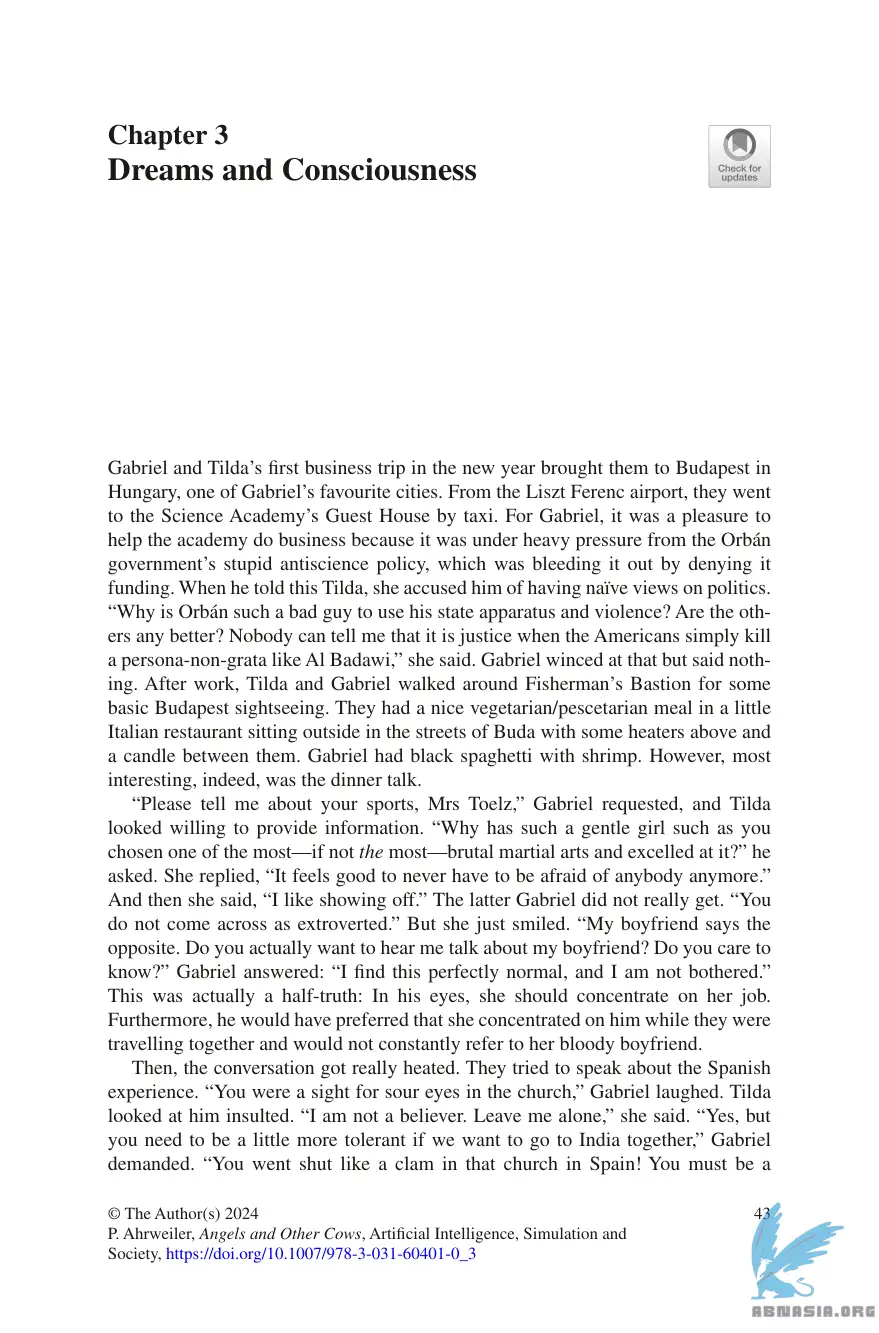 Chapter 3
Dreams and Consciousness
Check for
updates
Gabriel and Tilda’s first business trip in the new year brought them to Budapest in
Hungary, one of Gabriel’s favourite cities. From the Liszt Ferenc airport, they went
to the Science Academy’s Guest House by taxi. For Gabriel, it was a pleasure to
help the academy do business because it was under heavy pressure from the Orbán
government’s stupid antiscience policy, which was bleeding it out by denying it
funding. When he told this Tilda, she accused him of having naïve views on politics.
“Why is Orbán such a bad guy to use his state apparatus and violence? Are the oth-
ers any better? Nobody can tell me that it is justice when the Americans simply kill
a persona-non-grata like Al Badawi,” she said. Gabriel winced at that but said noth-
ing. After work, Tilda and Gabriel walked around Fisherman’s Bastion for some
basic Budapest sightseeing. They had a nice vegetarian/pescetarian meal in a little
Italian restaurant sitting outside in the streets of Buda with some heaters above and
a candle between them. Gabriel had black spaghetti with shrimp. However, most
interesting, indeed, was the dinner talk.
“Please tell me about your sports, Mrs Toelz,” Gabriel requested, and Tilda
looked willing to provide information. “Why has such a gentle girl such as you
chosen one of the most—if not the most—brutal martial arts and excelled at it?” he
asked. She replied, “It feels good to never have to be afraid of anybody anymore.”
And then she said, “I like showing off.” The latter Gabriel did not really get. “You
do not come across as extroverted.” But she just smiled. “My boyfriend says the
opposite. Do you actually want to hear me talk about my boyfriend? Do you care to
know?” Gabriel answered: “I find this perfectly normal, and I am not bothered.”
This was actually a half-truth: In his eyes, she should concentrate on her job.
Furthermore, he would have preferred that she concentrated on him while they were
travelling together and would not constantly refer to her bloody boyfriend.
Then, the conversation got really heated. They tried to speak about the Spanish
experience. “You were a sight for sour eyes in the church,” Gabriel laughed. Tilda
looked at him insulted. “I am not a believer. Leave me alone,” she said. “Yes, but
you need to be a little more tolerant if we want to go to India together,” Gabriel
demanded. “You went shut like a clam in that church in Spain! You must be a
© The Author(s) 2024
43
P. Ahrweiler, Angels and Other Cows, Artificial Intelligence, Simulation and
Society, https://doi.org/10.1007/978-3-031-60401-0_3
ABNASIA.ORG